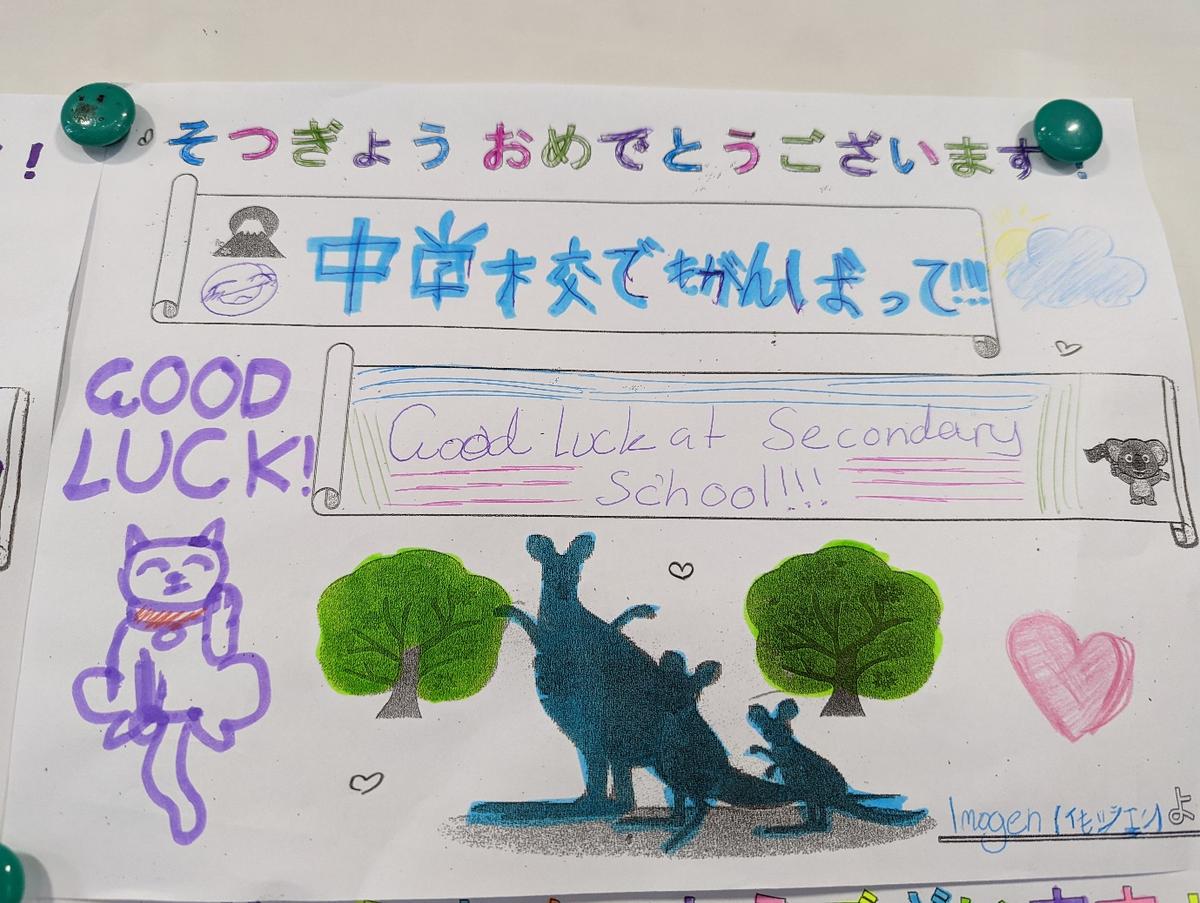 そつぎょう おめでとうございます!
中学校でがんばって!!!
GOOD
LUCK!
Good Luck at Secondary
School!!!
Imogen (イモジェン) よ